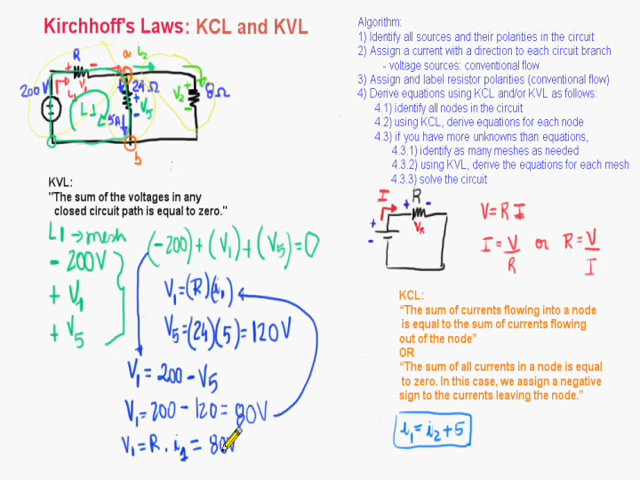 Kirchhoff's Laws: KCL and KVL
R
a
i2
200V
V1
i1
L1
24 Ω
V5
5A
V2
8Ω
b
KVL:
"The sum of the voltages in any
closed circuit path is equal to zero."
L1 → mesh
- 200V
+ V1
+ V5
(-200) + (V1) + (V5) = 0
V1 = (R)(i1)
V5 = (24)(5) = 120V
V1 = 200 - V5
V1 = 200 - 120 = 80V
V1 = R . i1 = 80V
Algorithm:
1) Identify all sources and their polarities in the circuit
2) Assign a current with a direction to each circuit branch
- voltage sources: conventional flow
3) Assign and label resistor polarities (conventional flow)
4) Derive equations using KCL and/or KVL as follows:
4.1) identify all nodes in the circuit
4.2) using KCL, derive equations for each node
4.3) if you have more unknowns than equations,
4.3.1) identify as many meshes as needed
4.3.2) using KVL, derive the equations for each mesh
4.3.3) solve the circuit
I
R
+
-
VR
+
-
V = R I
I = V/R or R = V/I
KCL:
"The sum of currents flowing into a node
is equal to the sum of currents flowing
out of the node"
OR
"The sum of all currents in a node is equal
to zero. In this case, we assign a negative
sign to the currents leaving the node."
i1 = i2 + 5